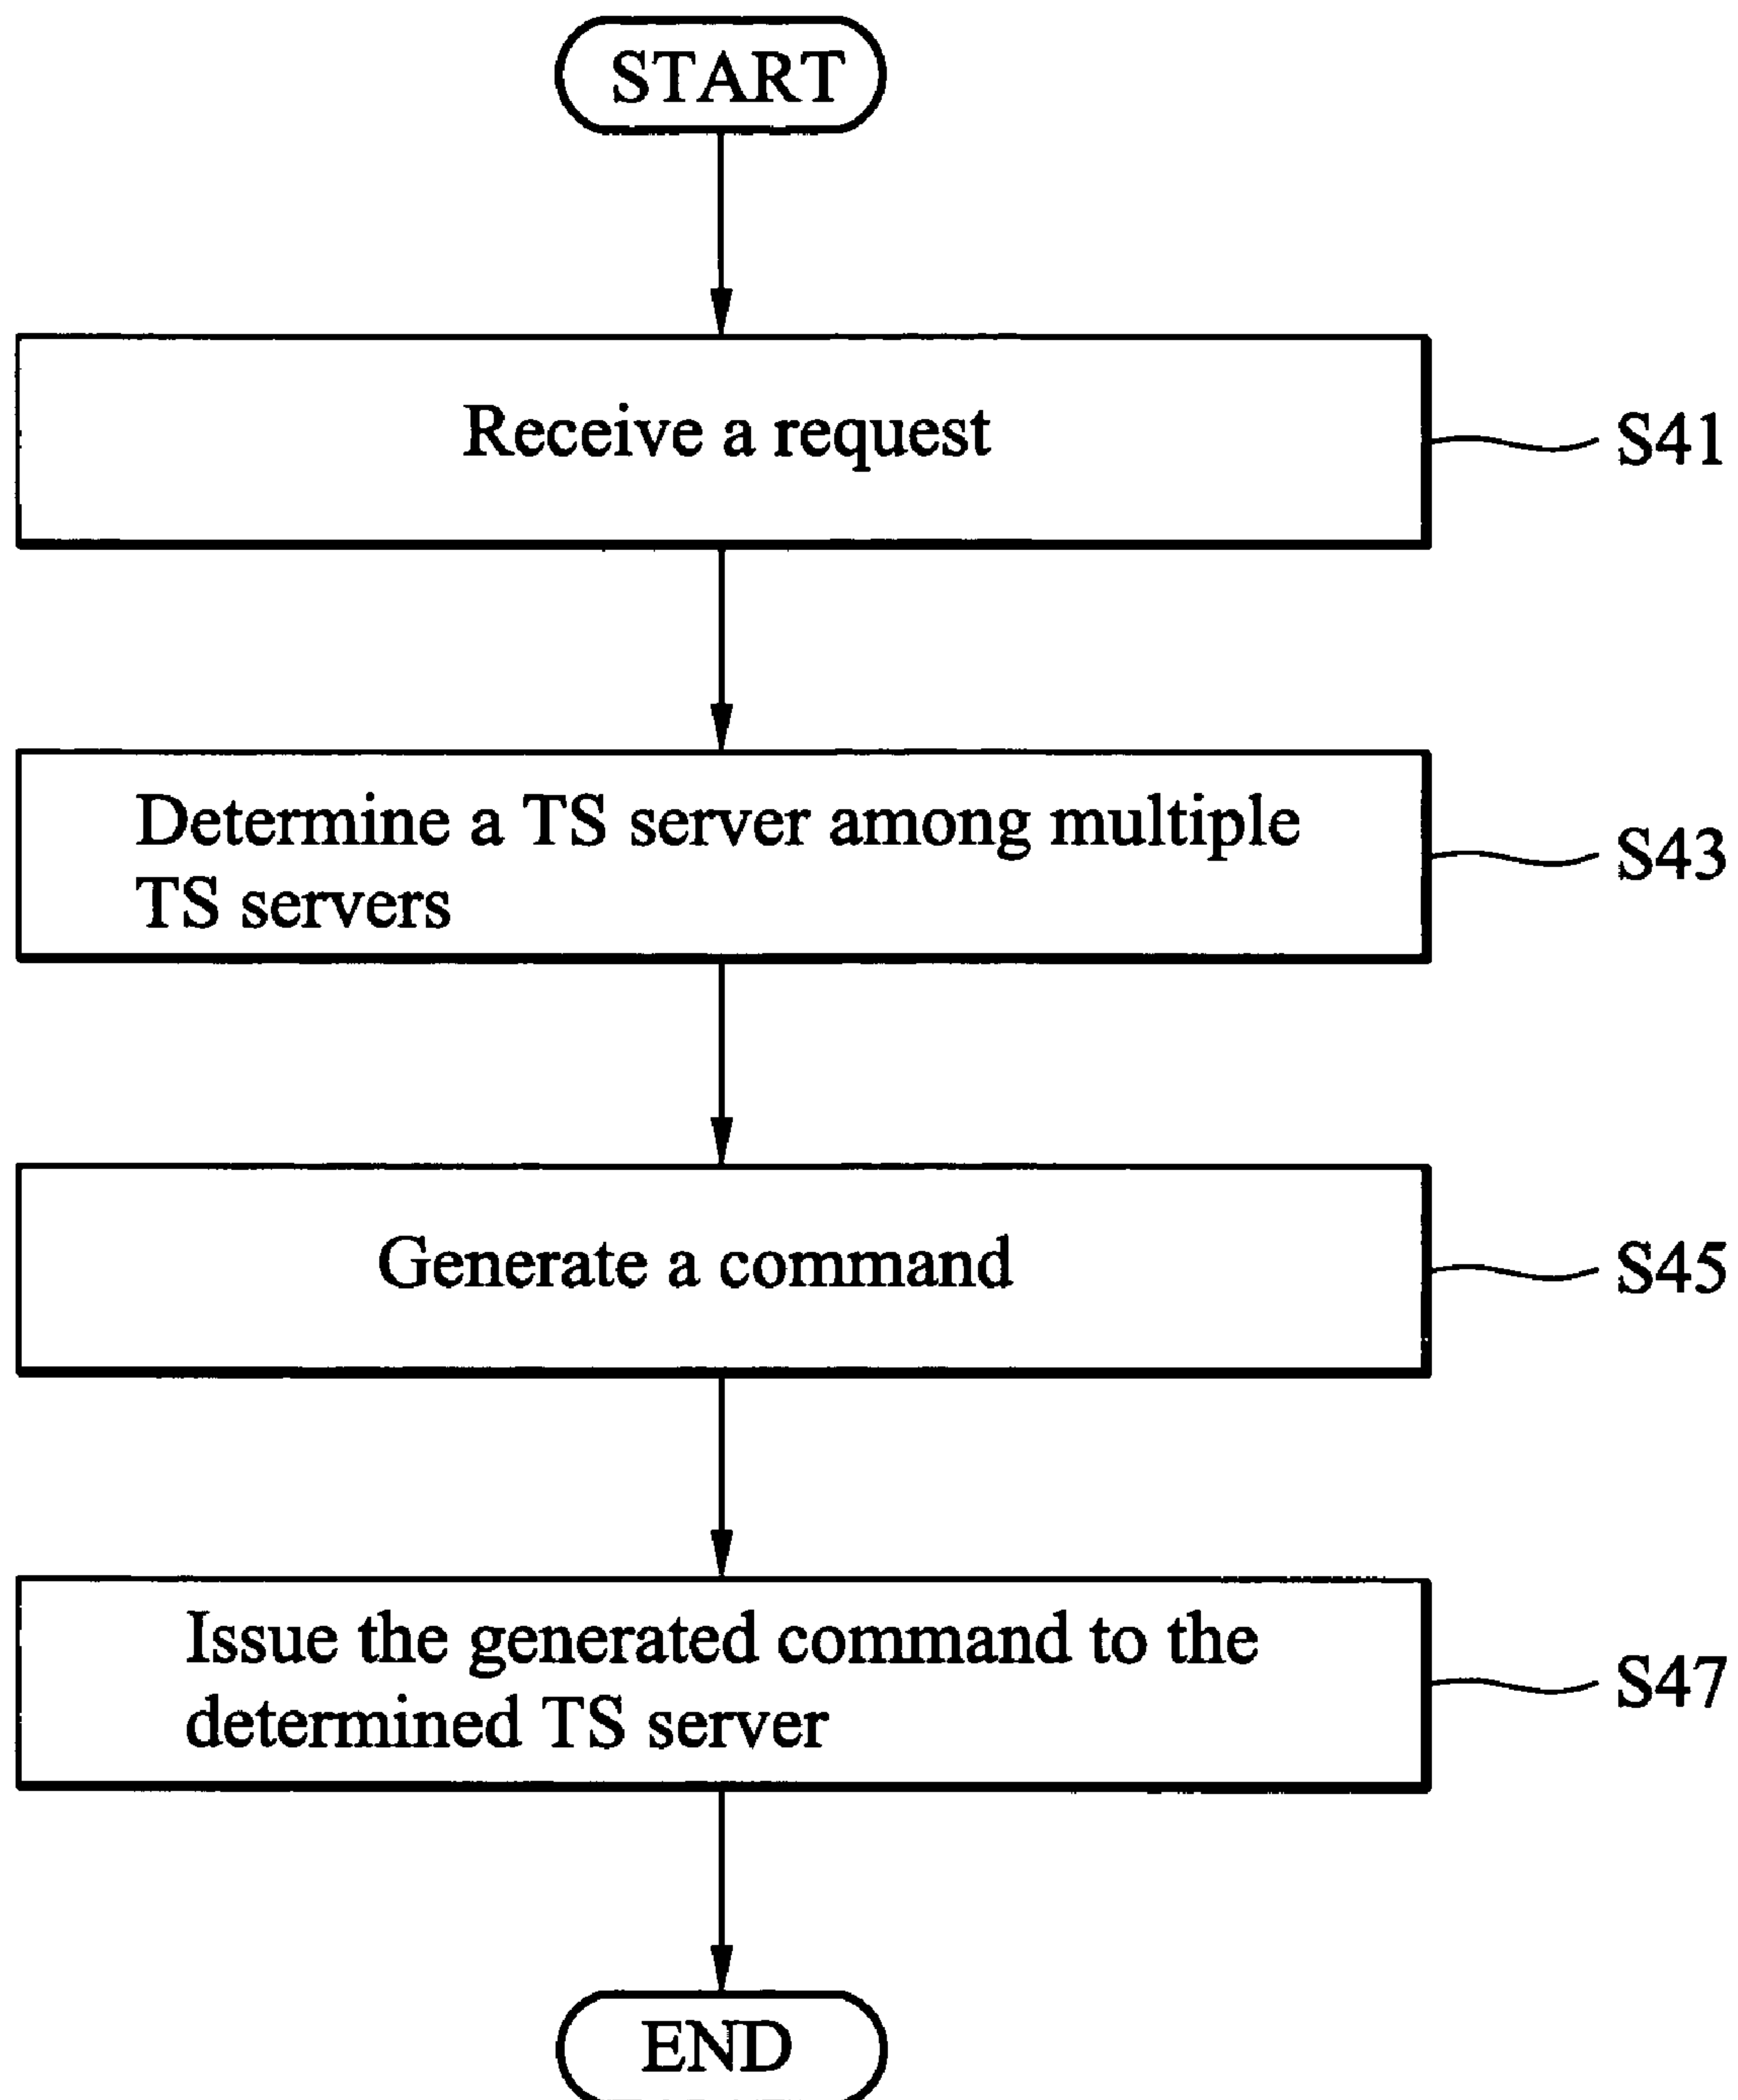 START
Receive a request
S41
Determine a TS server among multiple
TS servers
S43
Generate a command
S45
Issue the generated command to the
determined TS server
S47
END